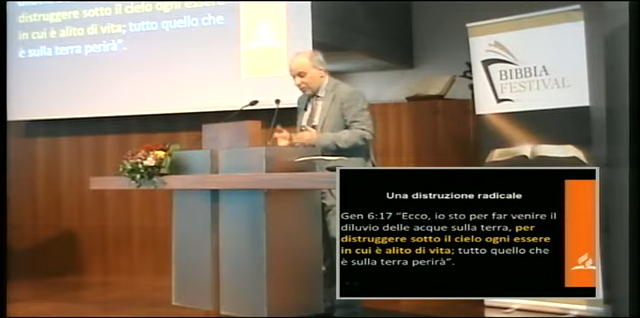 distruggere sotto il cielo ogni essere
in cui è alito di vita; tutto quello che
è sulla terra perirà”.
BIBBIA
FESTIVAL
Una distruzione radicale
Gen 6:17 “Ecco, io sto per far venire il
diluvio delle acque sulla terra, per
distruggere sotto il cielo ogni essere
in cui è alito di vita; tutto quello che
è sulla terra perirà”.